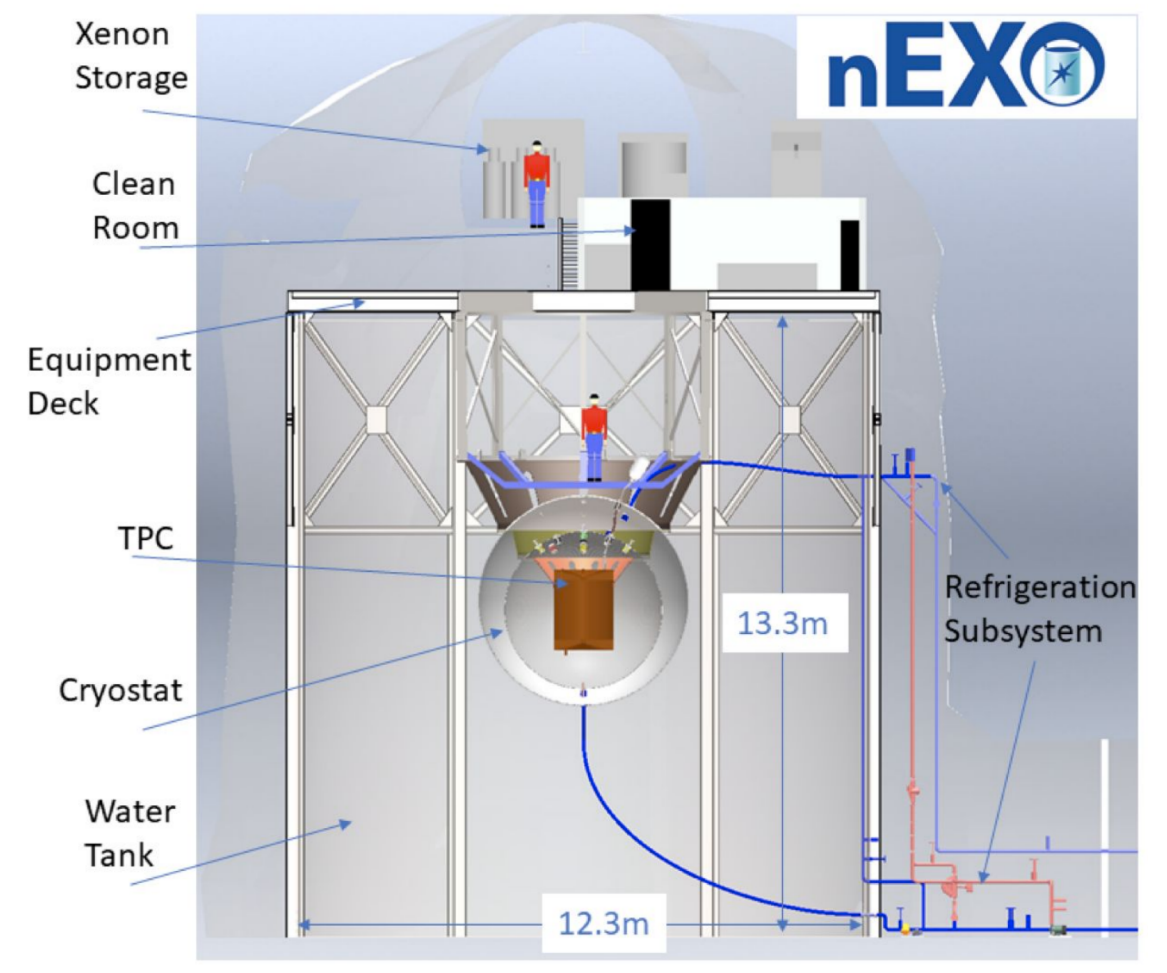 Xenon
Storage
nEXO
Clean
Room
Equipment
Deck
TPC
Refrigeration
Subsystem
13.3m
Cryostat
Water
Tank
12.3m